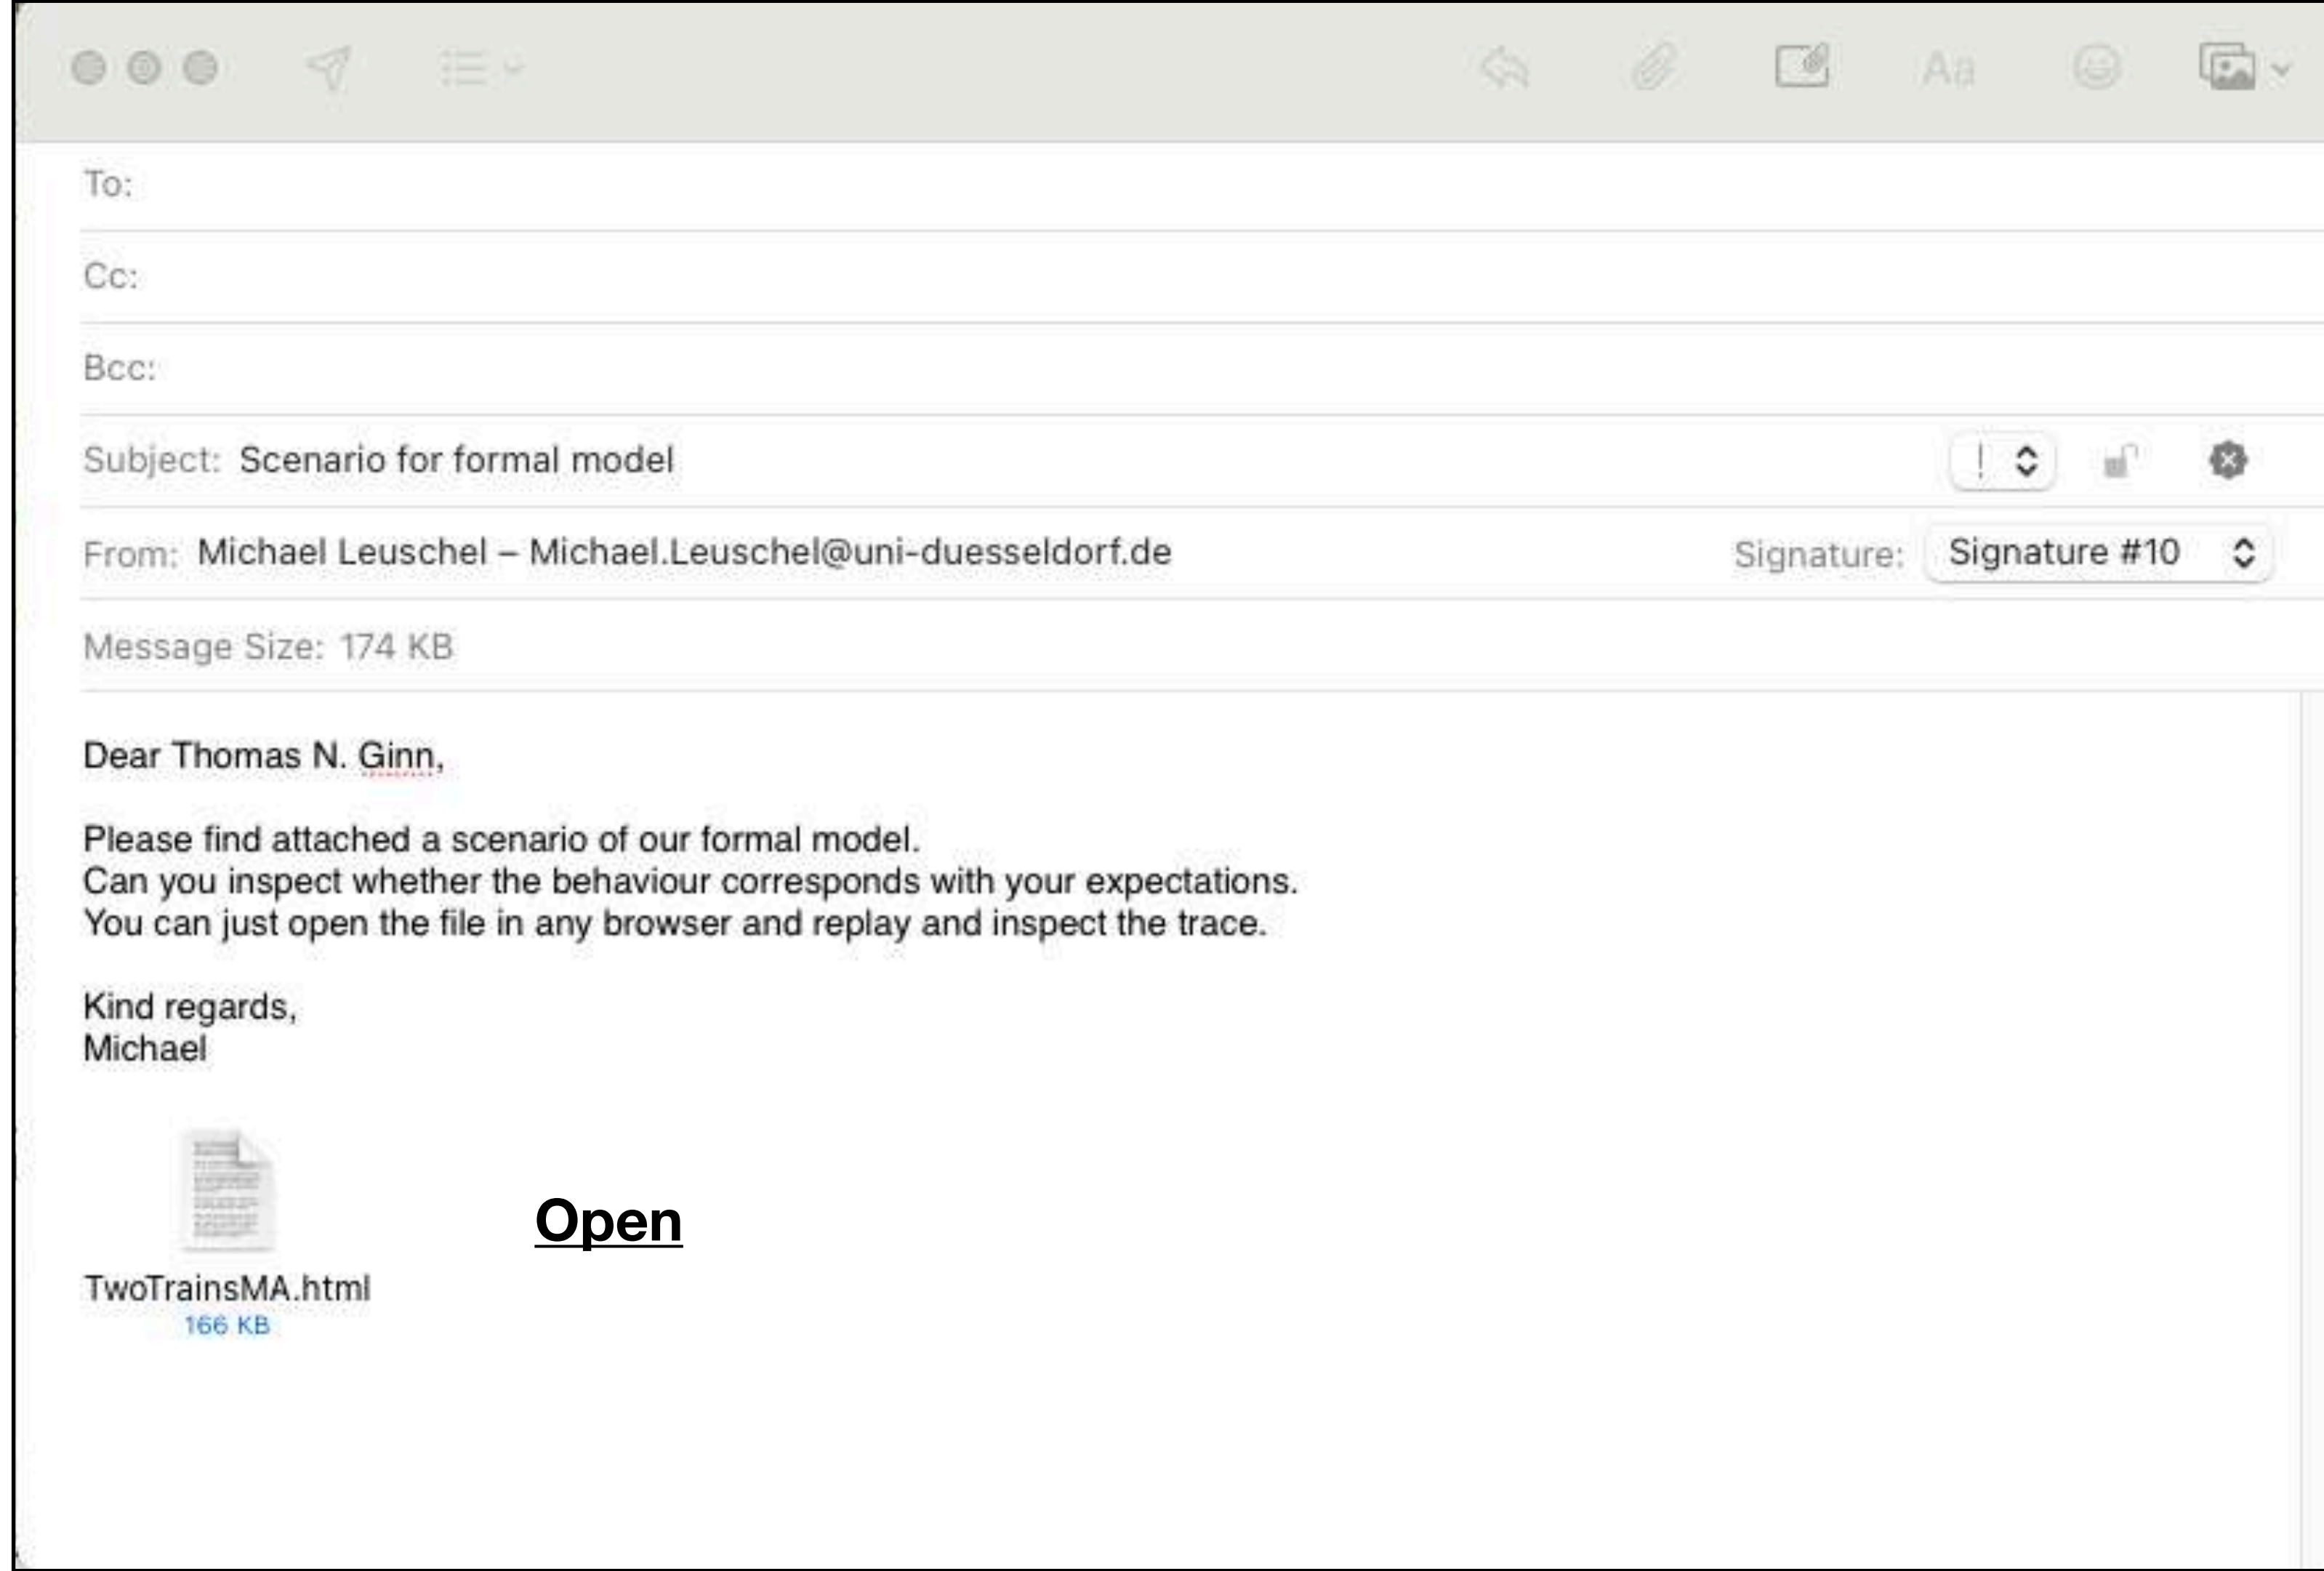 Aa
To:
Cc:
Bcc:
Subject: Scenario for formal model !
From: Michael Leuschel – Michael.Leuschel@uni-duesseldorf.de Signature: Signature #10
Message Size: 174 KB
Dear Thomas N. Ginn,
Please find attached a scenario of our formal model.
Can you inspect whether the behaviour corresponds with your expectations.
You can just open the file in any browser and replay and inspect the trace.
Kind regards,
Michael
Open
TwoTrainsMA.html
166 KB